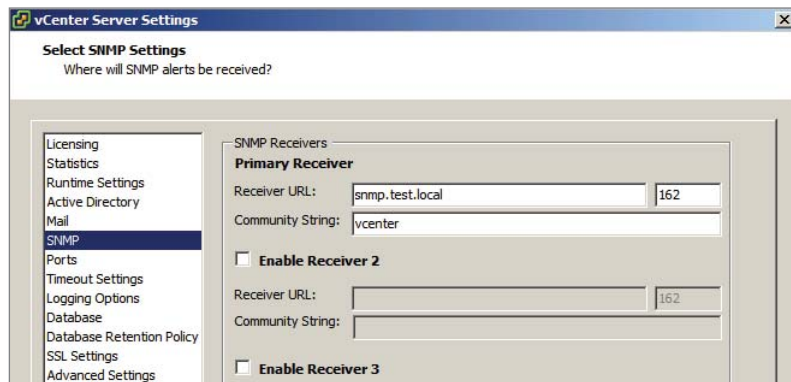 vCenter Server Settings
Select SNMP Settings
Where will SNMP alerts be received?
Licensing
Statistics
Runtime Settings
Active Directory
Mail
SNMP
Ports
Timeout Settings
Logging Options
Database
Database Retention Policy
SSL Settings
Advanced Settings
SNMP Receivers
Primary Receiver
Receiver URL: snmp.test.local 162
Community String: vcenter
Enable Receiver 2
Receiver URL: 162
Community String:
Enable Receiver 3